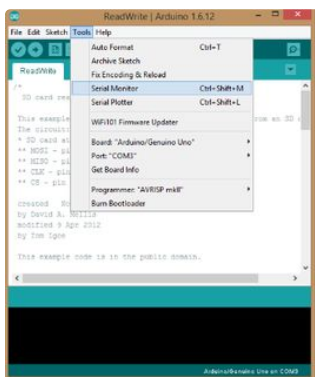 ReadWrite | Arduino 1.6.12
File Edit Sketch Tools Help
ReadWrite
Auto Format Ctrl+T
Archive Sketch
Fix Encoding & Reload
Serial Monitor Ctrl+Shift+M
Serial Plotter Ctrl+Shift+L
WiFi101 Firmware Updater
Board: "Arduino/Genuino Uno"
Port: "COM3"
Get Board Info
Programmer: "AVRISP mkII"
Burn Bootloader
/*
SD card
This example
The circuit
* SD card
** MOSI - pi
** MISO - pi
** CLK - pi
** CS - pin
created
by David A. Mellis
modified 9 Apr 2012
by Tom Igoe
This example code is in the public domain.
Arduino/Genuino Uno on COM3